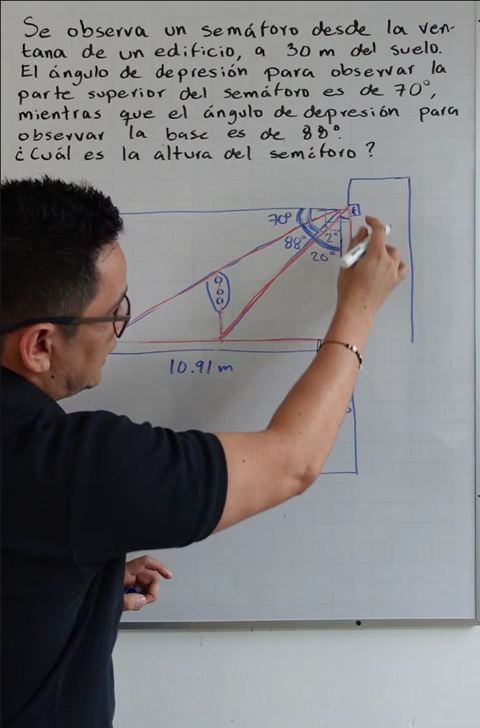 Se observa un semáforo desde la ven-
tana de un edificio, a 30 m del suelo.
El ángulo de depresión para observar la
parte superior del semáforo es de 70°,
mientras que el ángulo de depresión para
observar la base es de 88°.
¿Cuál es la altura del semáforo?
70°
88°
2°
20°
10.91 m